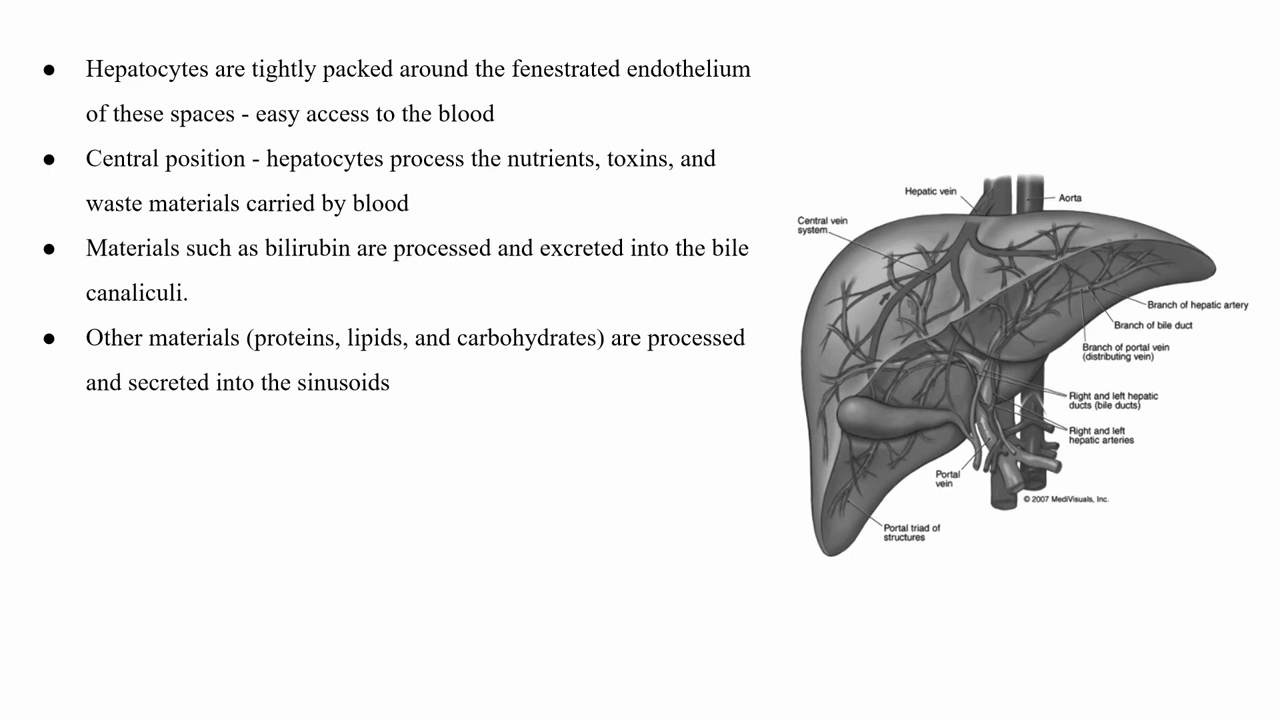 ● Hepatocytes are tightly packed around the fenestrated endothelium
of these spaces - easy access to the blood
● Central position - hepatocytes process the nutrients, toxins, and
waste materials carried by blood
● Materials such as bilirubin are processed and excreted into the bile
canaliculi.
● Other materials (proteins, lipids, and carbohydrates) are processed
and secreted into the sinusoids
Hepatic vein
Aorta
Central vein
system
Branch of hepatic artery
Branch of bile duct
Branch of portal vein
(distributing vein)
Right and left hepatic
ducts (bile ducts)
Right and left
hepatic arteries
Portal
vein
© 2007 MediVisuals, Inc.
Portal triad of
structures